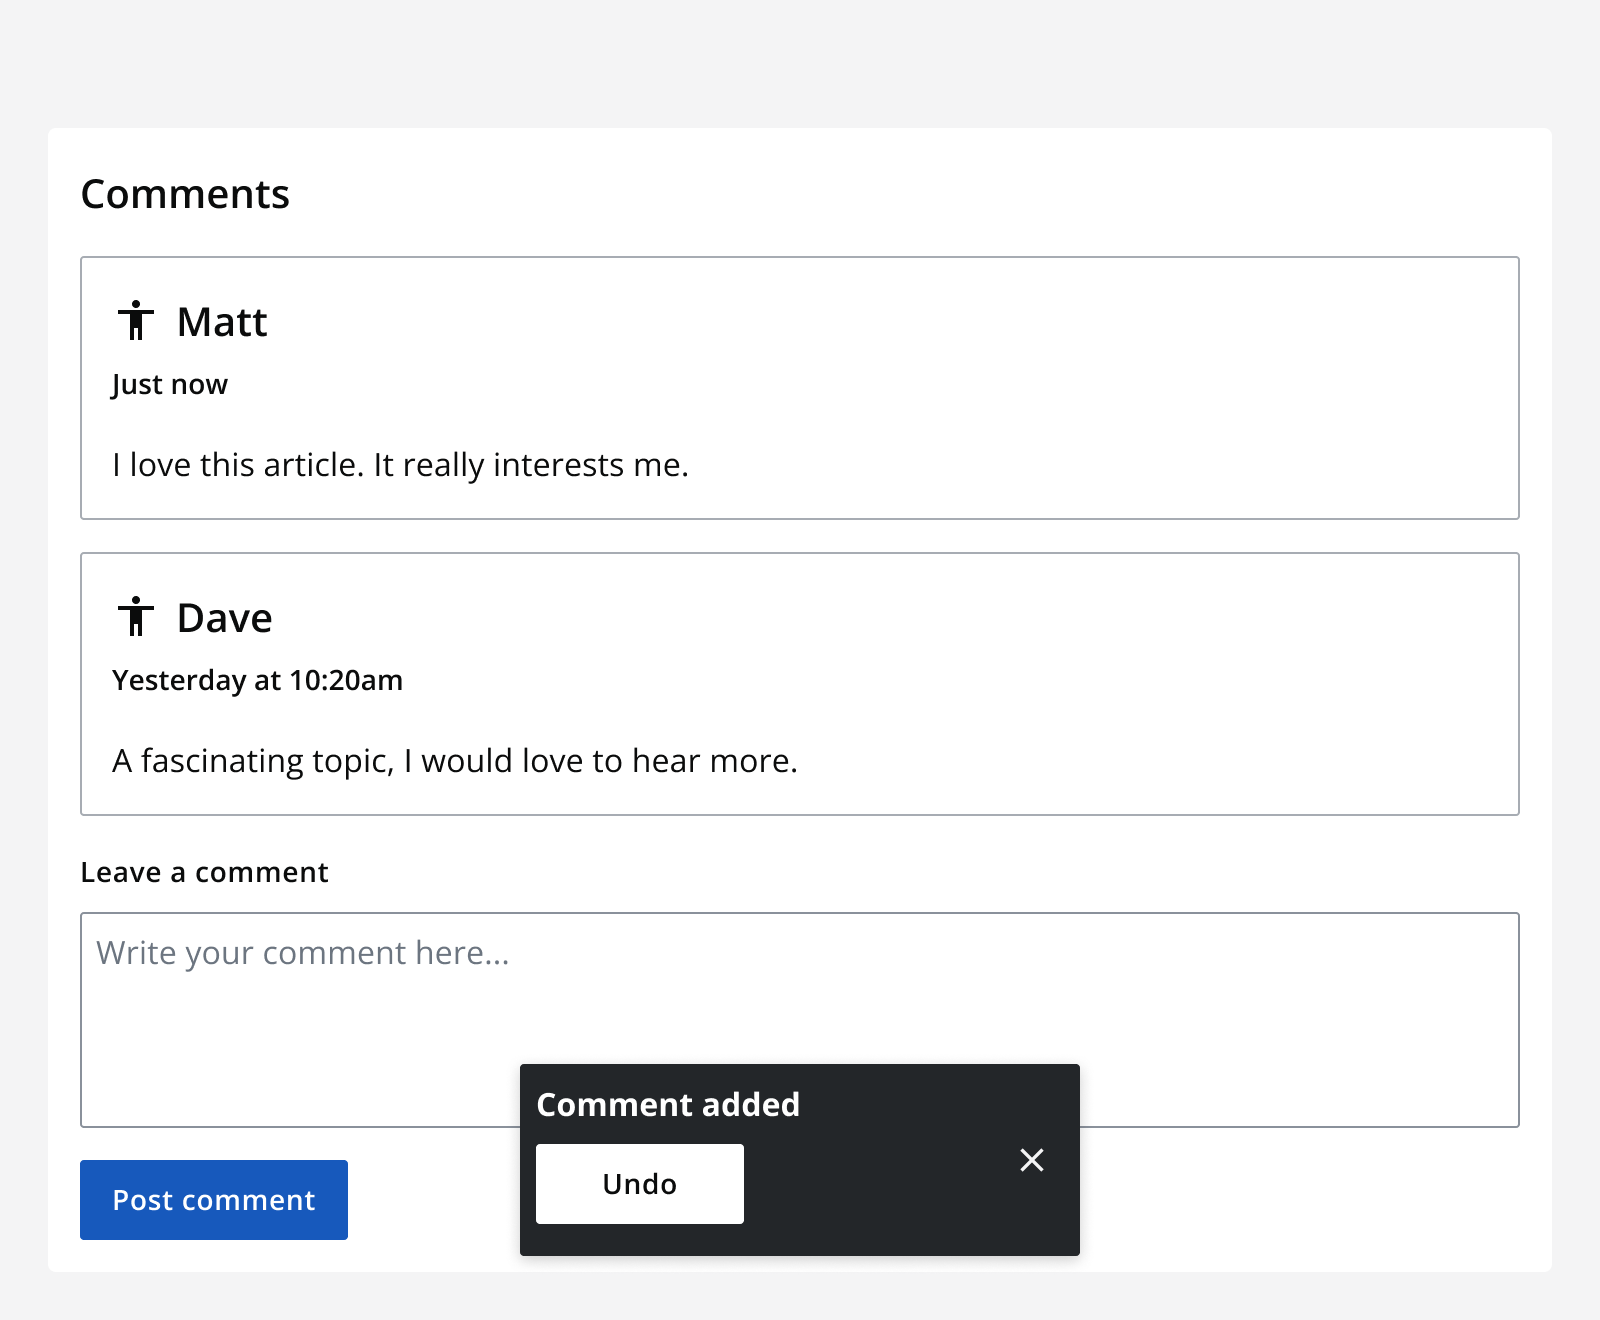 Comments
Matt
Just now
I love this article. It really interests me.
Dave
Yesterday at 10:20am
A fascinating topic, I would love to hear more.
Leave a comment
Write your comment here...
Comment added
Undo
Post comment